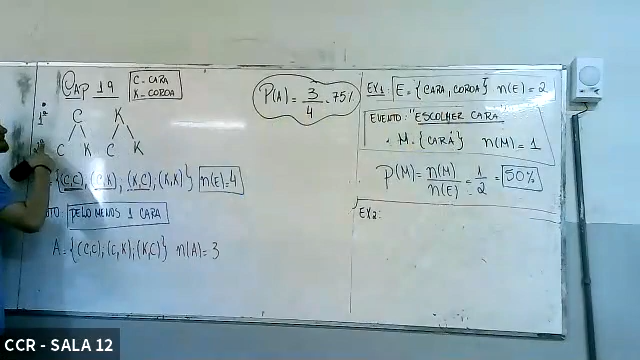 CAP 19
C - CARA
K - COROA
1º
C K
C K C K
{(C,C); (C,K); (K,C); (K,K)} n(E)=4
PELO MENOS 1 CARA
A={(C,C);(C,K);(K,C)} n(A)=3
P(A) = 3/4 = 75%
EX1: E={CARA, COROA} n(E)=2
EVENTO: "ESCOLHER CARA"
M={CARA} n(M)=1
P(M) = n(M)/n(E) = 1/2 = 50%
EX2:
CCR - SALA 12